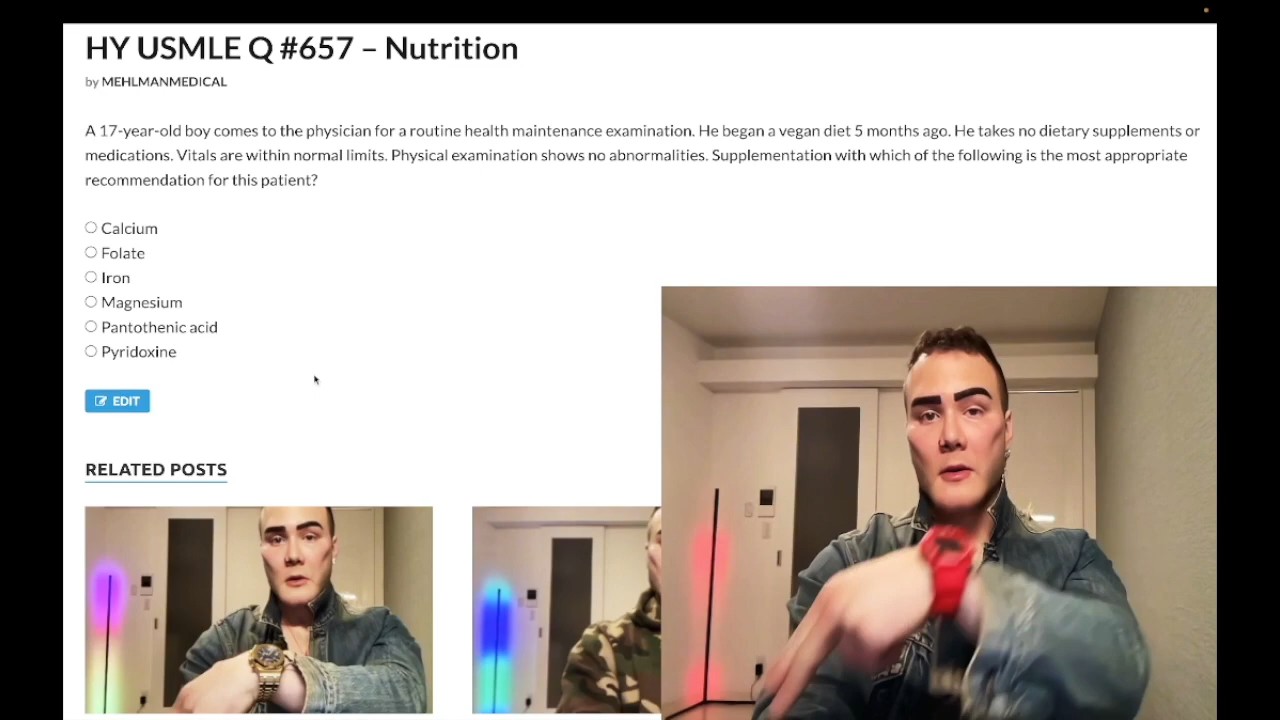 HY USMLE Q #657 – Nutrition
by MEHLMANMEDICAL
A 17-year-old boy comes to the physician for a routine health maintenance examination. He began a vegan diet 5 months ago. He takes no dietary supplements or
medications. Vitals are within normal limits. Physical examination shows no abnormalities. Supplementation with which of the following is the most appropriate
recommendation for this patient?
Calcium
Folate
Iron
Magnesium
Pantothenic acid
Pyridoxine
EDIT
RELATED POSTS